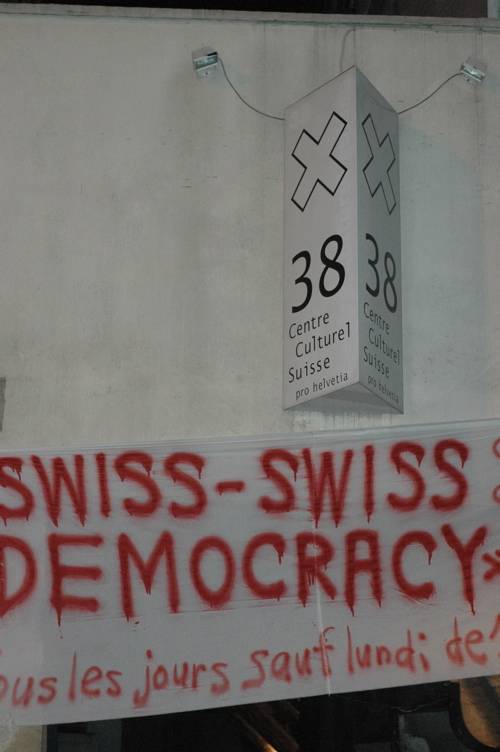 38
Centre
Culturel
Suisse
pro helvetia
38
Centre
Culturel
Suisse
pro helvetia
SWISS-SWISS
DEMOCRACY
ous les jours sauf lundi de